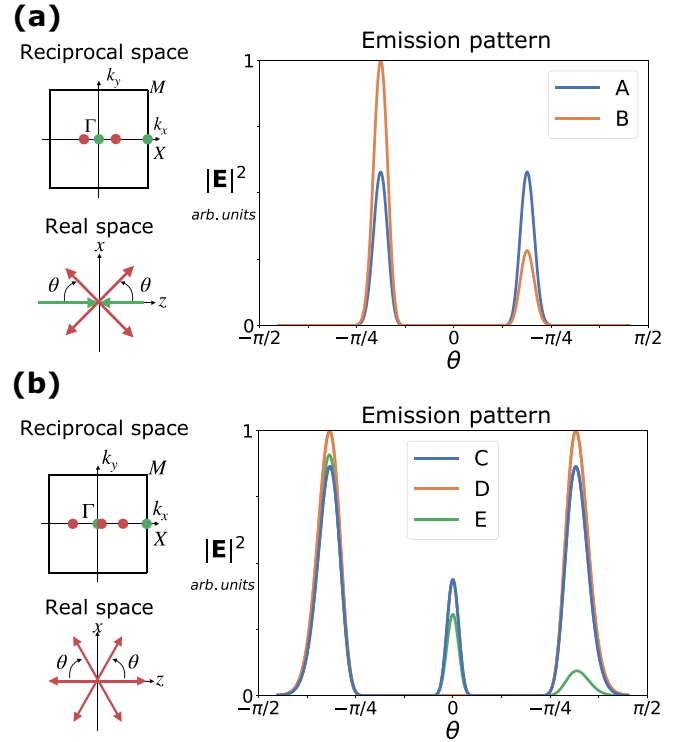 (a)
Reciprocal space
k_y
M
Γ
k_x
X
Real space
x
θ
θ
z
Emission pattern
1
A
B
|E|²
arb. units
0
−π/2
−π/4
0
−π/4
π/2
θ
(b)
Reciprocal space
k_y
M
Γ
k_x
X
Real space
x
θ
θ
z
Emission pattern
1
C
D
E
|E|²
arb. units
0
−π/2
−π/4
0
−π/4
π/2
θ